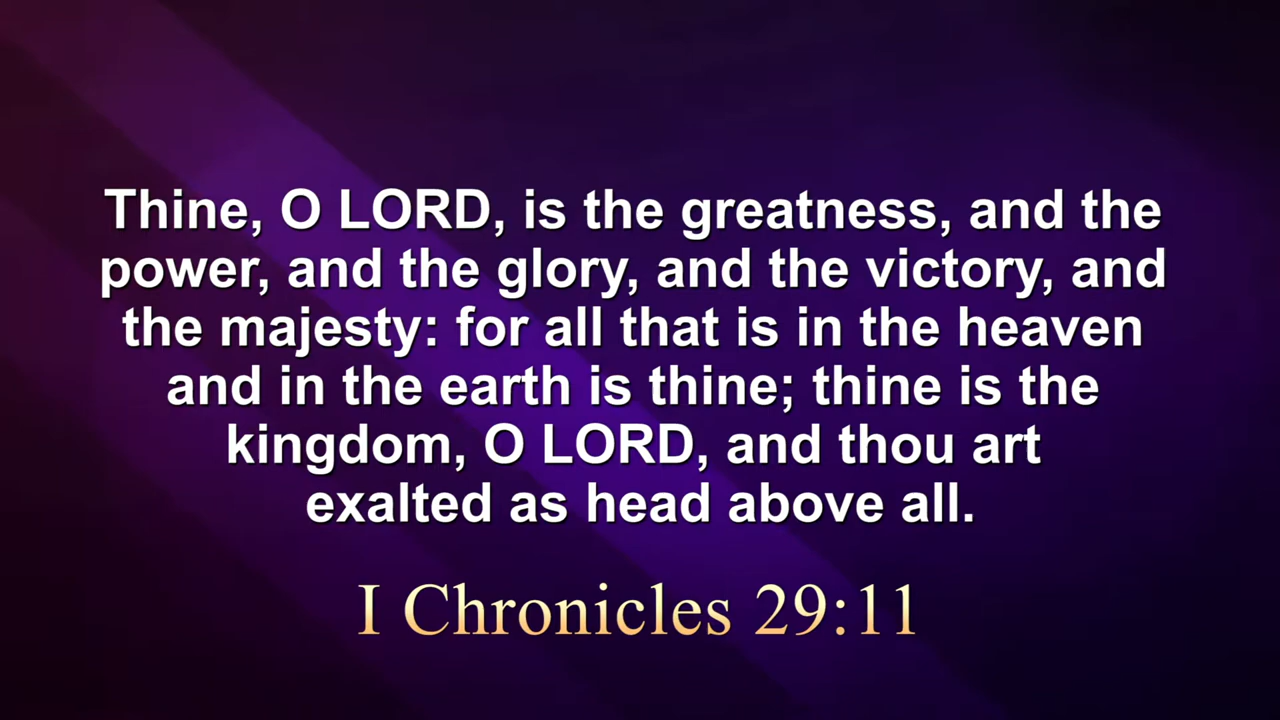 Thine, O LORD, is the greatness, and the
power, and the glory, and the victory, and
the majesty: for all that is in the heaven
and in the earth is thine; thine is the
kingdom, O LORD, and thou art
exalted as head above all.
I Chronicles 29:11